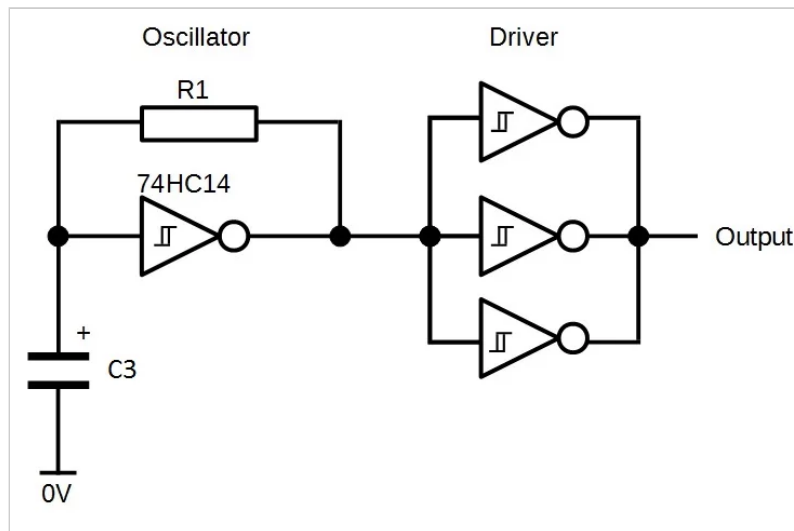 Oscillator
Driver
R1
74HC14
Output
+
C3
0V